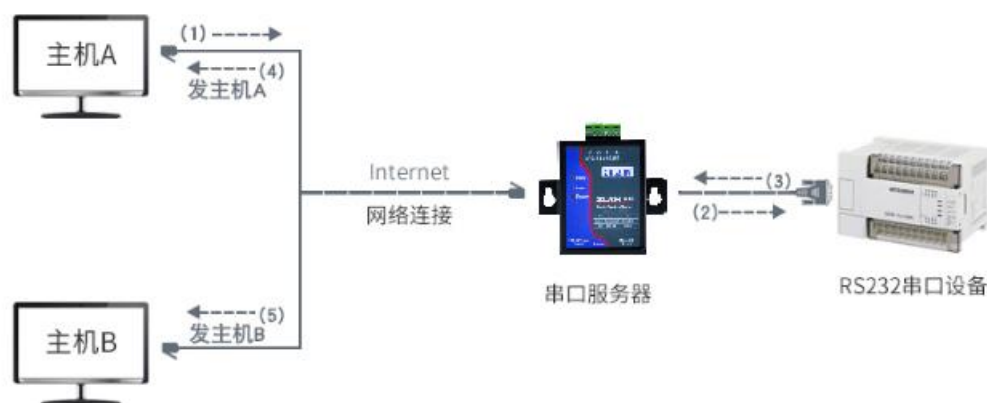 主机A
(1)
(4)
发主机A
Internet
网络连接
(3)
(2)
串口服务器
RS232串口设备
主机B
(5)
发主机B